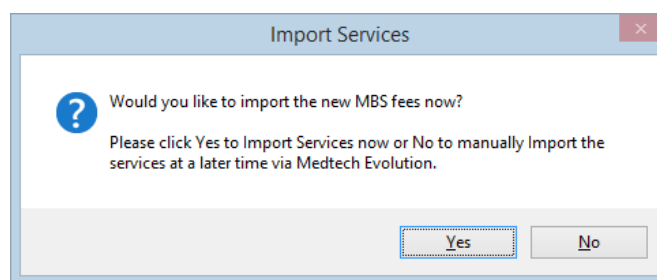 Import Services
Would you like to import the new MBS fees now?
Please click Yes to Import Services now or No to manually Import the
services at a later time via Medtech Evolution.
Yes
No